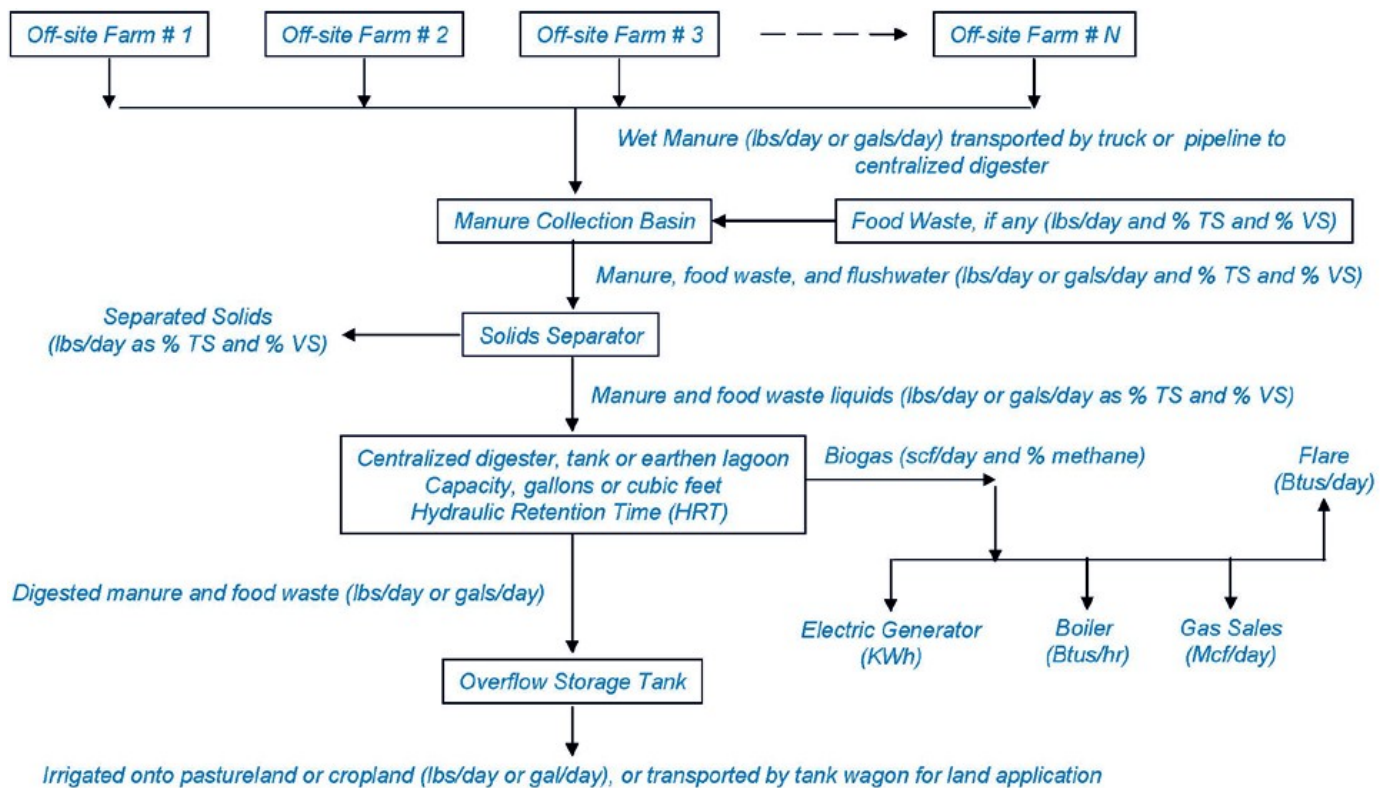 Off-site Farm # 1
Off-site Farm # 2
Off-site Farm # 3
Off-site Farm # N
Wet Manure (lbs/day or gals/day) transported by truck or pipeline to
centralized digester
Manure Collection Basin
Food Waste, if any (lbs/day and % TS and % VS)
Manure, food waste, and flushwater (lbs/day or gals/day and % TS and % VS)
Separated Solids
(lbs/day as % TS and % VS)
Solids Separator
Manure and food waste liquids (lbs/day or gals/day as % TS and % VS)
Centralized digester, tank or earthen lagoon
Capacity, gallons or cubic feet
Hydraulic Retention Time (HRT)
Biogas (scf/day and % methane)
Flare
(Btus/day)
Digested manure and food waste (lbs/day or gals/day)
Electric Generator
(KWh)
Boiler
(Btus/hr)
Gas Sales
(Mcf/day)
Overflow Storage Tank
Irrigated onto pastureland or cropland (lbs/day or gal/day), or transported by tank wagon for land application